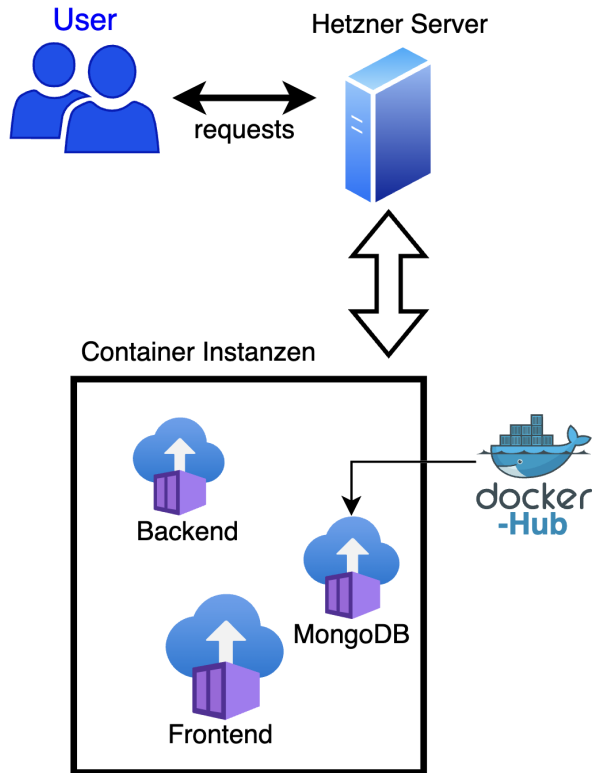 User
Hetzner Server
requests
Container Instanzen
docker
-Hub
Backend
MongoDB
Frontend